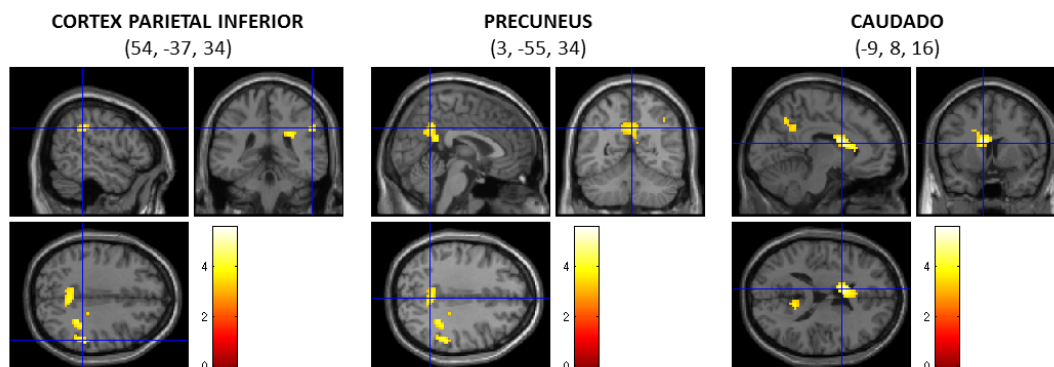 CORTEX PARIETAL INFERIOR
(54, -37, 34)
4
2
0
PRECUNEUS
(3, -55, 34)
4
2
0
CAUDADO
(-9, 8, 16)
4
2
0